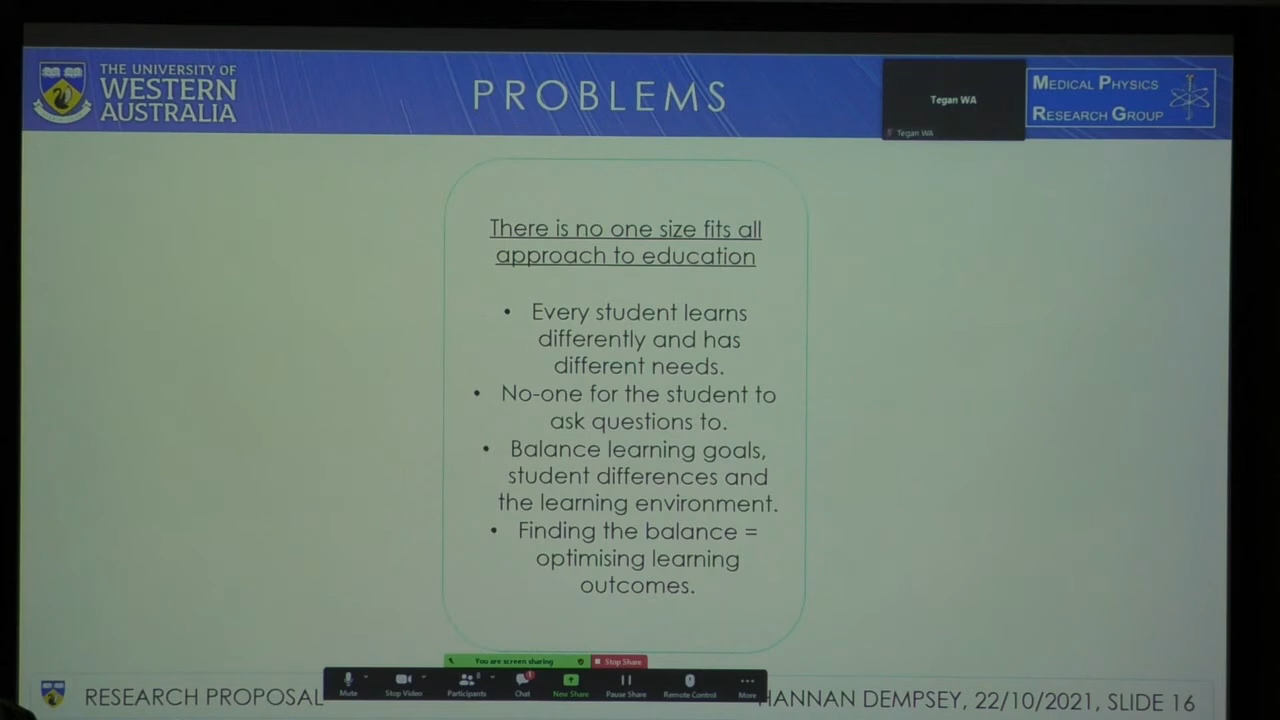 THE UNIVERSITY OF
WESTERN
AUSTRALIA
PROBLEMS
Tegan WA
Tegan WA
MEDICAL PHYSICS
RESEARCH GROUP
There is no one size fits all
approach to education
• Every student learns
differently and has
different needs.
• No-one for the student to
ask questions to.
• Balance learning goals,
student differences and
the learning environment.
• Finding the balance =
optimising learning
outcomes.
You are screen sharing
Stop Share
Mute
Stop Video
Participants
8
Chat
1
New Share
Pause Share
Remote Control
More
RESEARCH PROPOSAL
HANNAN DEMPSEY, 22/10/2021, SLIDE 16